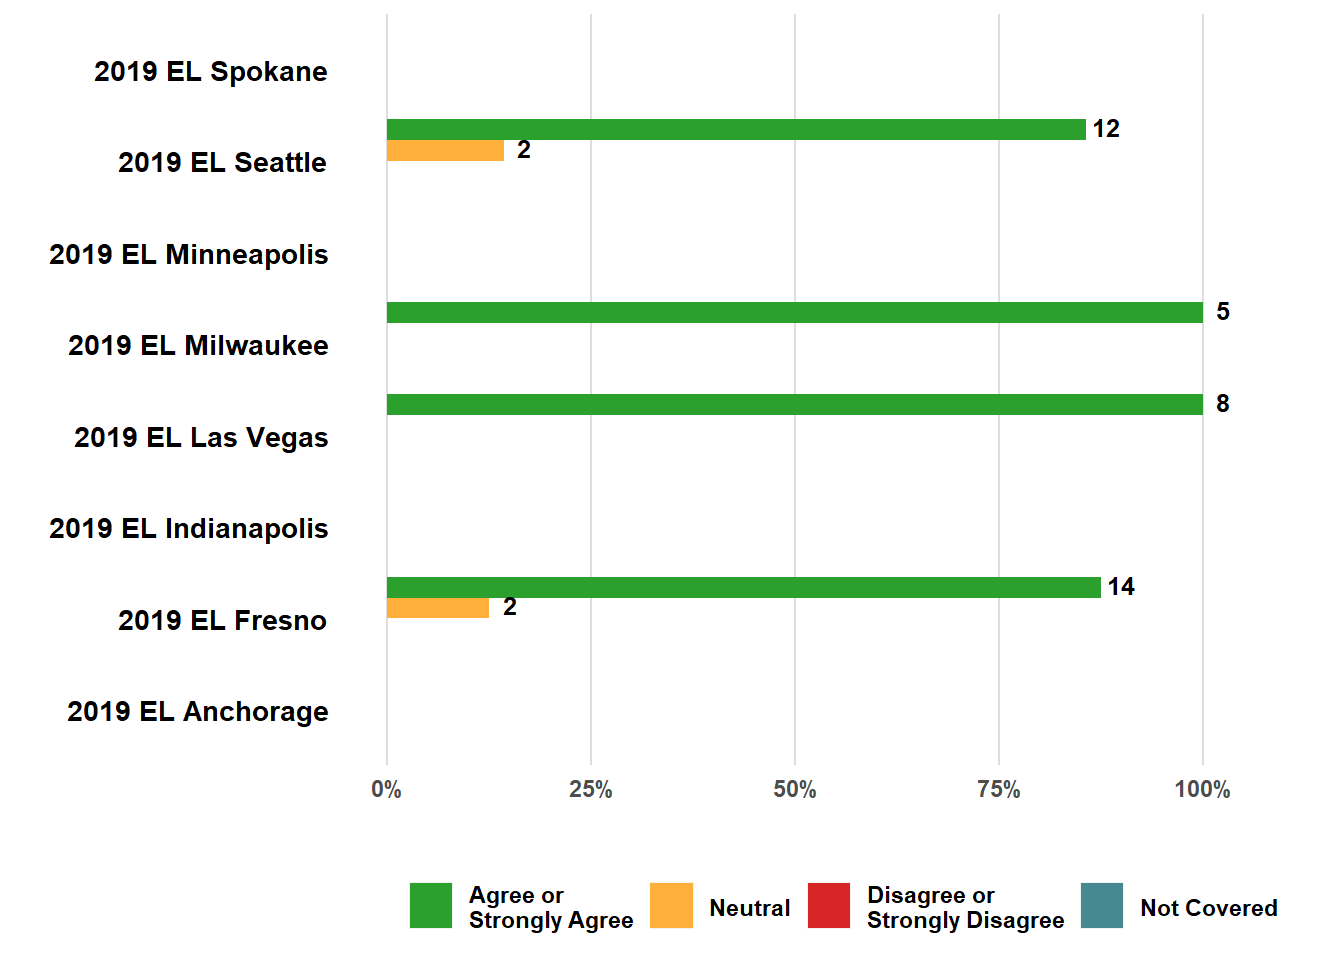 2019 EL Spokane
12
2
2019 EL Seattle
2019 EL Minneapolis
5
2019 EL Milwaukee
8
2019 EL Las Vegas
2019 EL Indianapolis
14
2
2019 EL Fresno
2019 EL Anchorage
0% 25% 50% 75% 100%
Agree or
Strongly Agree
Neutral
Disagree or
Strongly Disagree
Not Covered